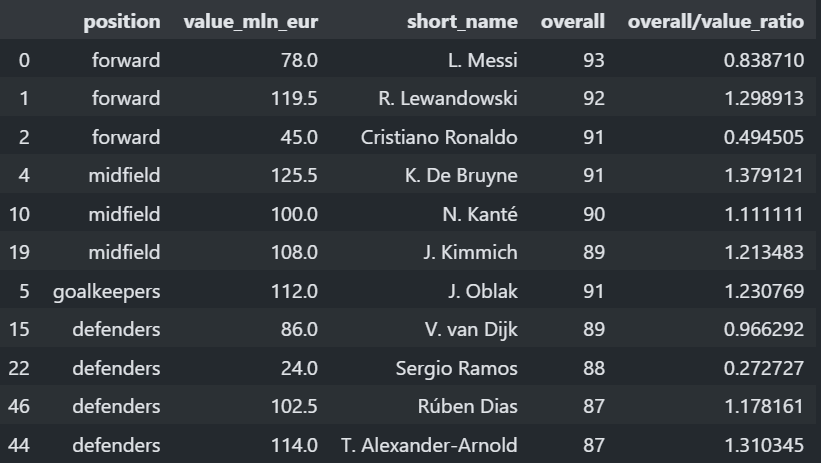 position value_mln_eur short_name overall overall/value_ratio
0 forward 78.0 L. Messi 93 0.838710
1 forward 119.5 R. Lewandowski 92 1.298913
2 forward 45.0 Cristiano Ronaldo 91 0.494505
4 midfield 125.5 K. De Bruyne 91 1.379121
10 midfield 100.0 N. Kanté 90 1.111111
19 midfield 108.0 J. Kimmich 89 1.213483
5 goalkeepers 112.0 J. Oblak 91 1.230769
15 defenders 86.0 V. van Dijk 89 0.966292
22 defenders 24.0 Sergio Ramos 88 0.272727
46 defenders 102.5 Rúben Dias 87 1.178161
44 defenders 114.0 T. Alexander-Arnold 87 1.310345